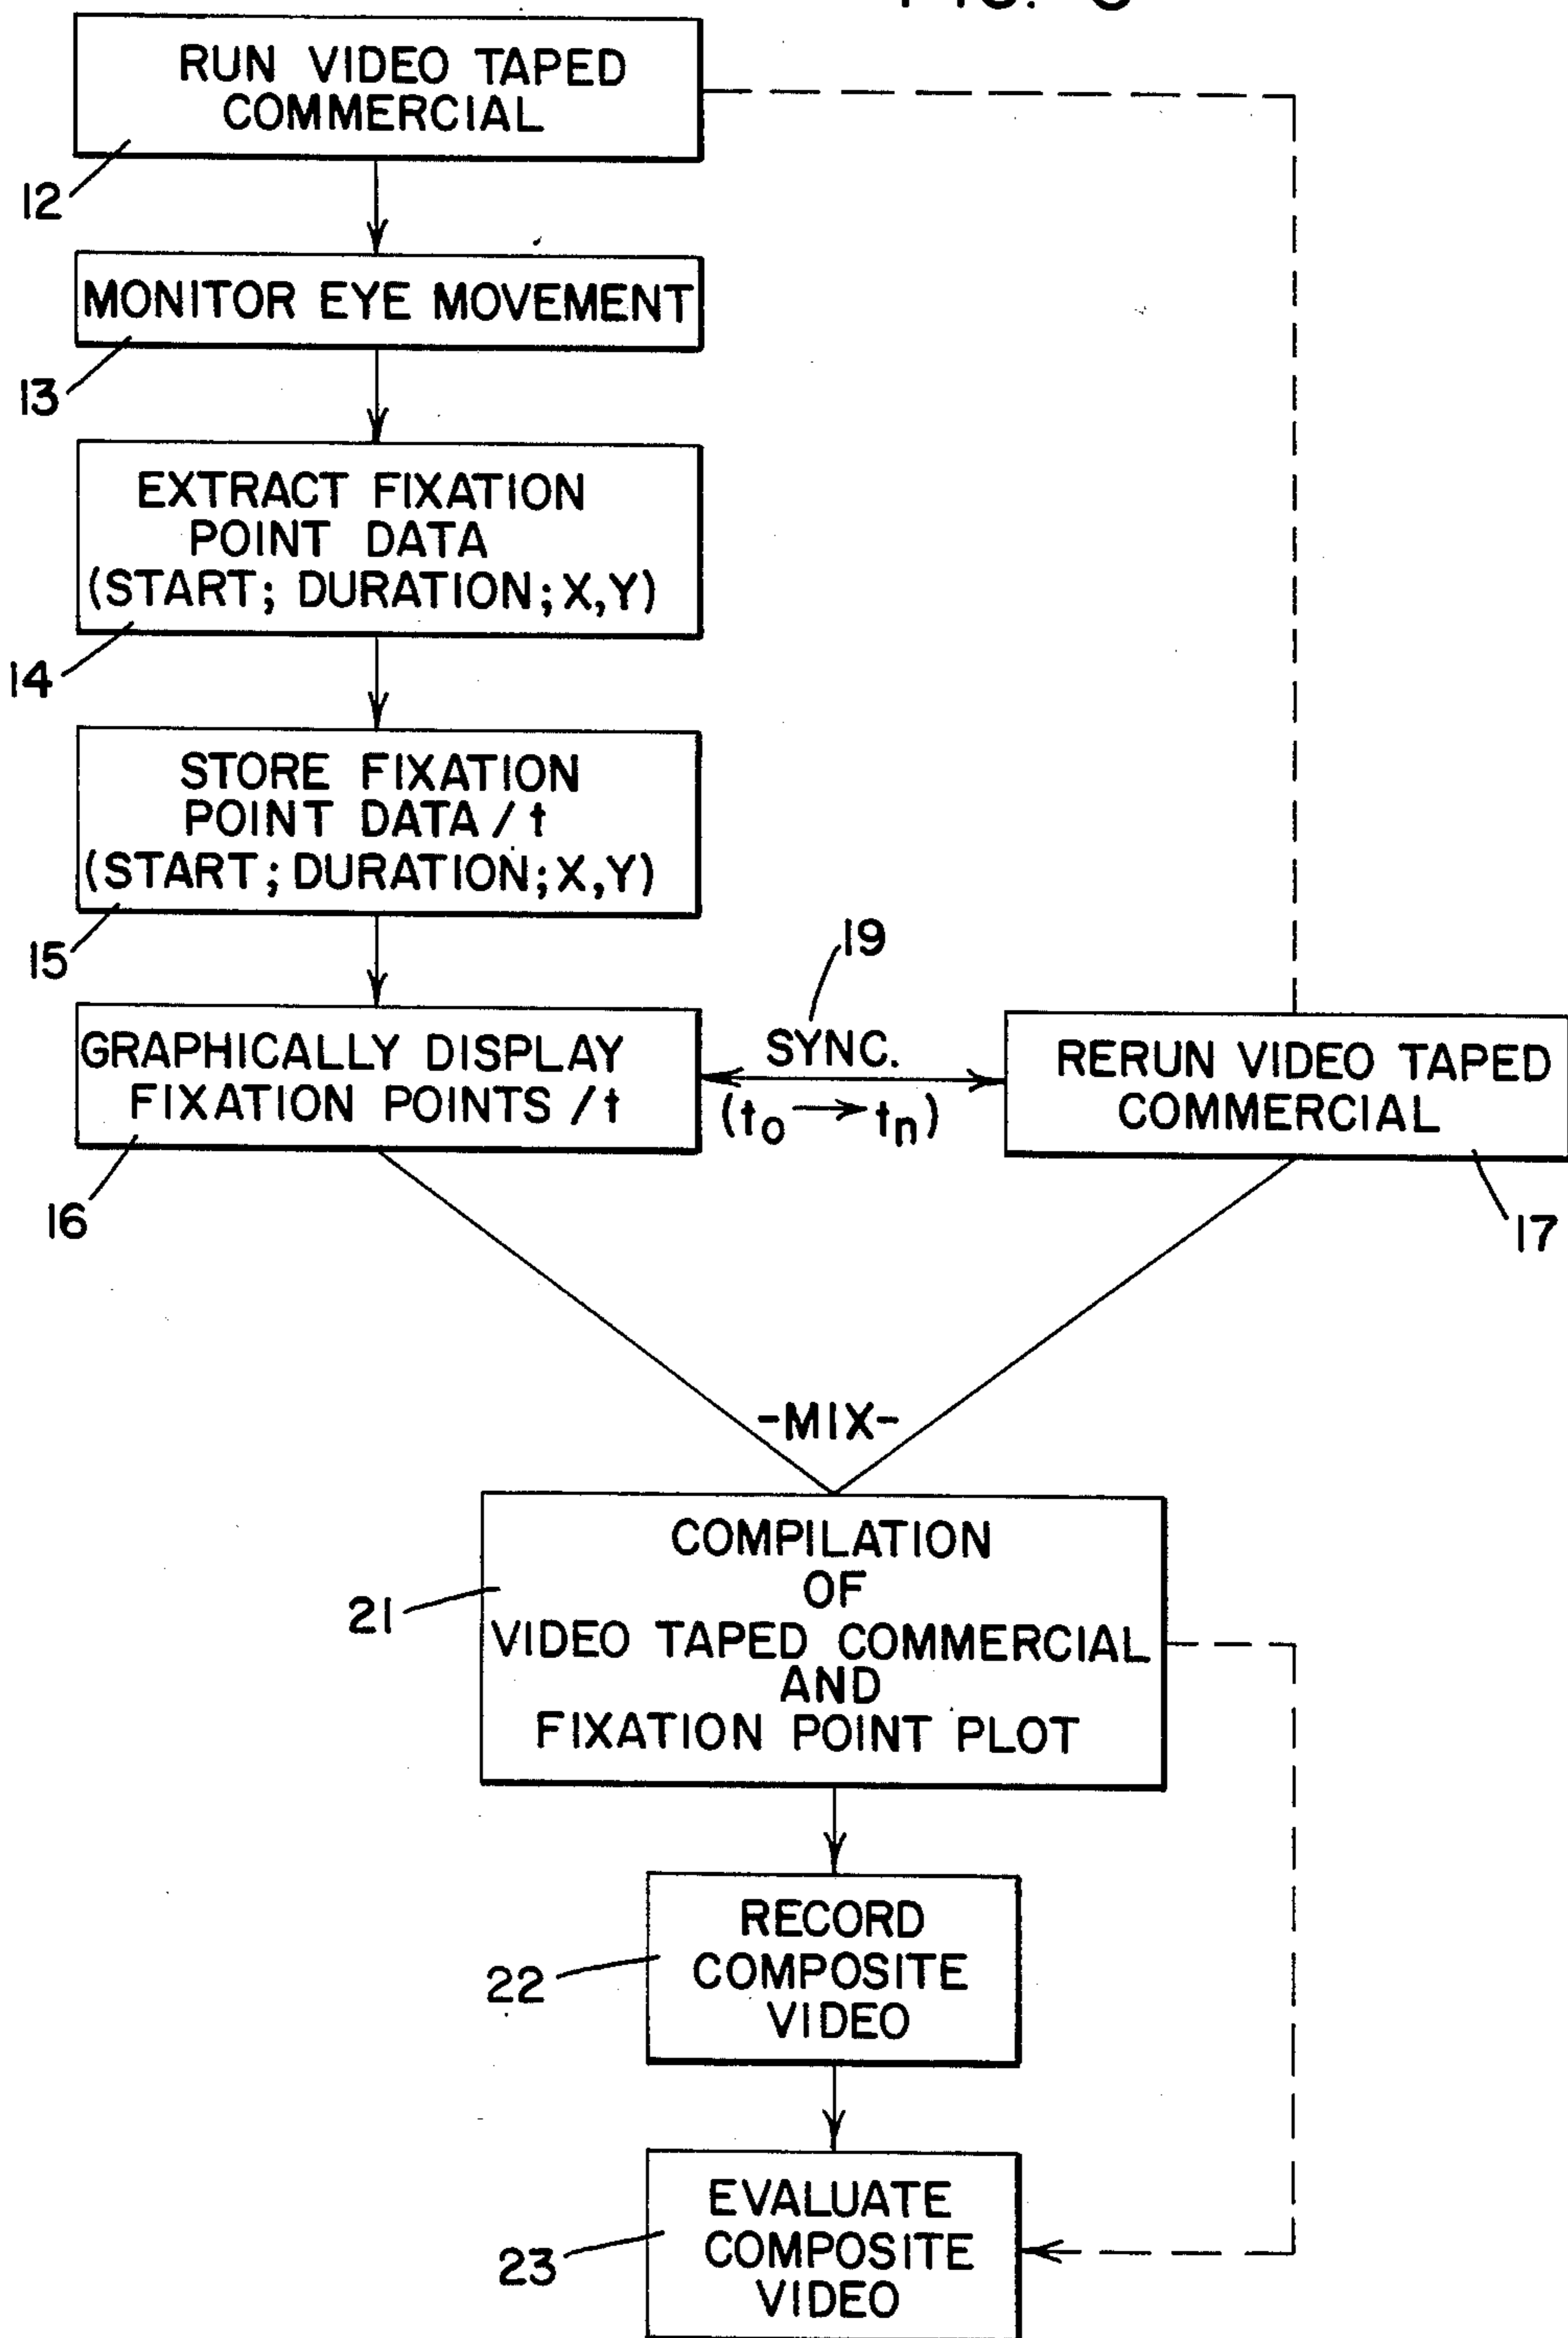 RUN VIDEO TAPED
COMMERCIAL
12
MONITOR EYE MOVEMENT
13
EXTRACT FIXATION
POINT DATA
(START; DURATION; X,Y)
14
STORE FIXATION
POINT DATA / t
(START; DURATION; X,Y)
15
19
GRAPHICALLY DISPLAY
FIXATION POINTS / t
16
SYNC.
(t₀ → tₙ)
RERUN VIDEO TAPED
COMMERCIAL
17
-MIX-
COMPILATION
OF
VIDEO TAPED COMMERCIAL
AND
FIXATION POINT PLOT
21
RECORD
COMPOSITE
VIDEO
22
EVALUATE
COMPOSITE
VIDEO
23